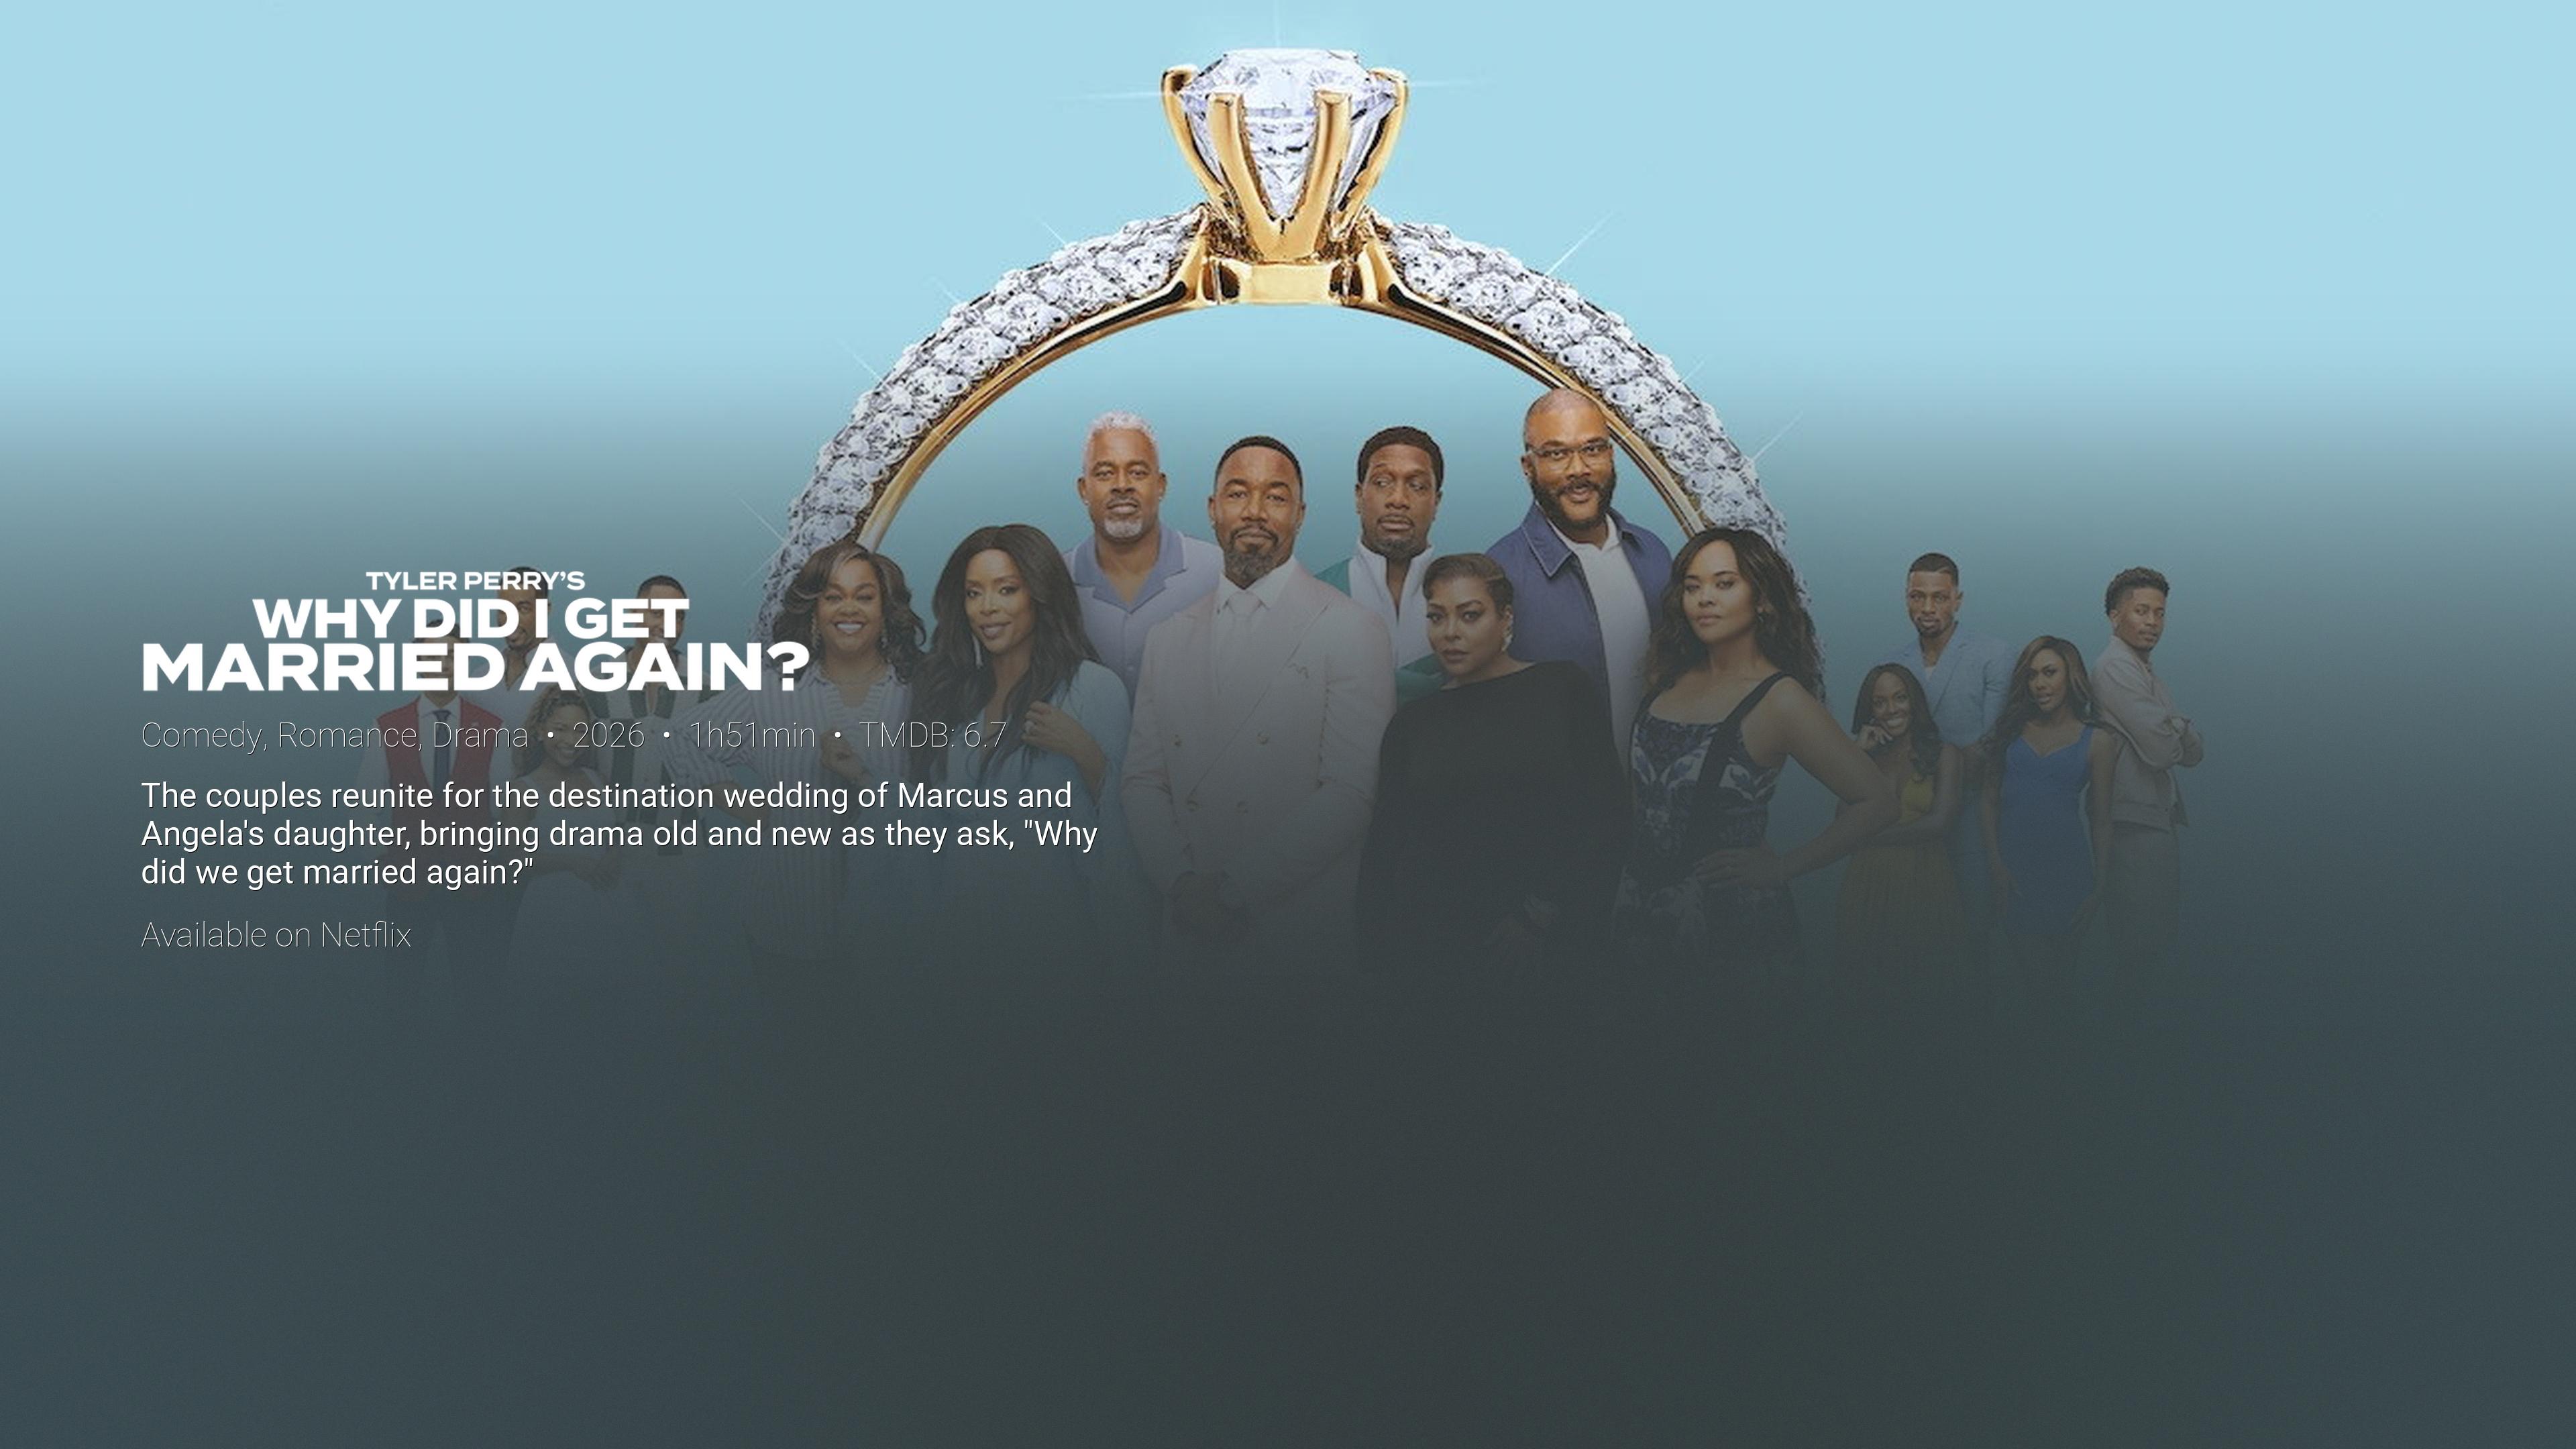 TYLER PERRY'S
WHY DID I GET
MARRIED AGAIN?
Comedy, Romance, Drama • 2026 • 1h51min • TMDB: 6.7
The couples reunite for the destination wedding of Marcus and
Angela's daughter, bringing drama old and new as they ask, "Why
did we get married again?"
Available on Netflix